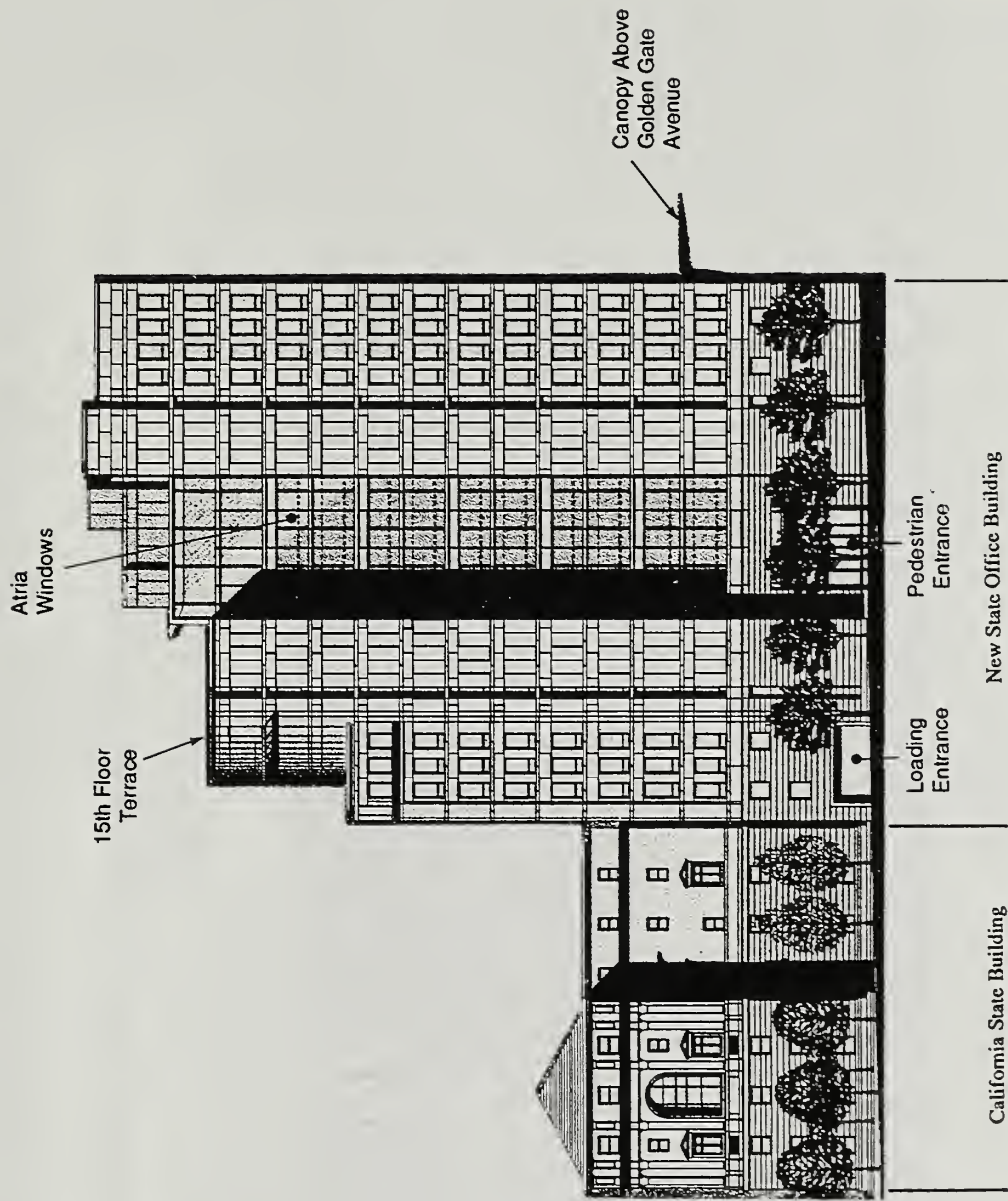 Atria
Windows
15th Floor
Terrace
Canopy Above
Golden Gate
Avenue
Loading
Entrance
Pedestrian
Entrance
California State Building
New State Office Building